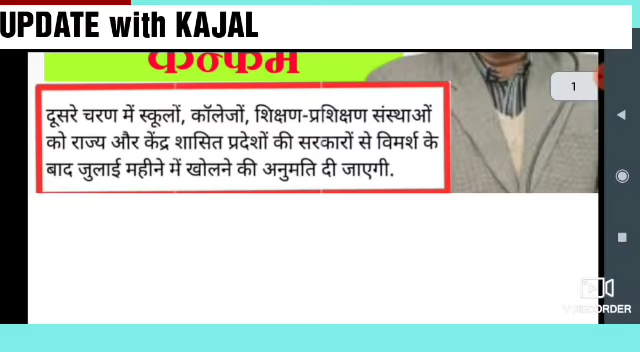 UPDATE with KAJAL
कन्फर्म
1
दूसरे चरण में स्कूलों, कॉलेजों, शिक्षण-प्रशिक्षण संस्थाओं
को राज्य और केंद्र शासित प्रदेशों की सरकारों से विमर्श के
बाद जुलाई महीने में खोलने की अनुमति दी जाएगी.
V RECORDER